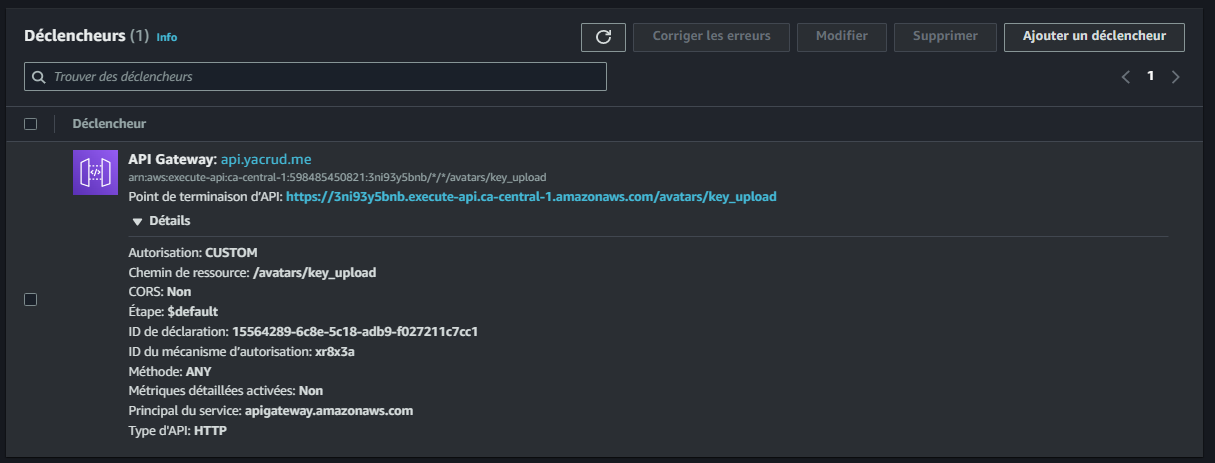 Déclencheurs (1) Info
Corriger les erreurs
Modifier
Supprimer
Ajouter un déclencheur
Trouver des déclencheurs
1
Déclencheur
API Gateway: api.yacrud.me
arn:aws:execute-api:ca-central-1:598485450821:3ni93y5bnb/*/*/avatars/key_upload
Point de terminaison d'API: https://3ni93y5bnb.execute-api.ca-central-1.amazonaws.com/avatars/key_upload
Détails
Autorisation: CUSTOM
Chemin de ressource: /avatars/key_upload
CORS: Non
Étape: $default
ID de déclaration: 15564289-6c8e-5c18-adb9-f027211c7cc1
ID du mécanisme d'autorisation: xr8x3a
Méthode: ANY
Métriques détaillées activées: Non
Principal du service: apigateway.amazonaws.com
Type d'API: HTTP